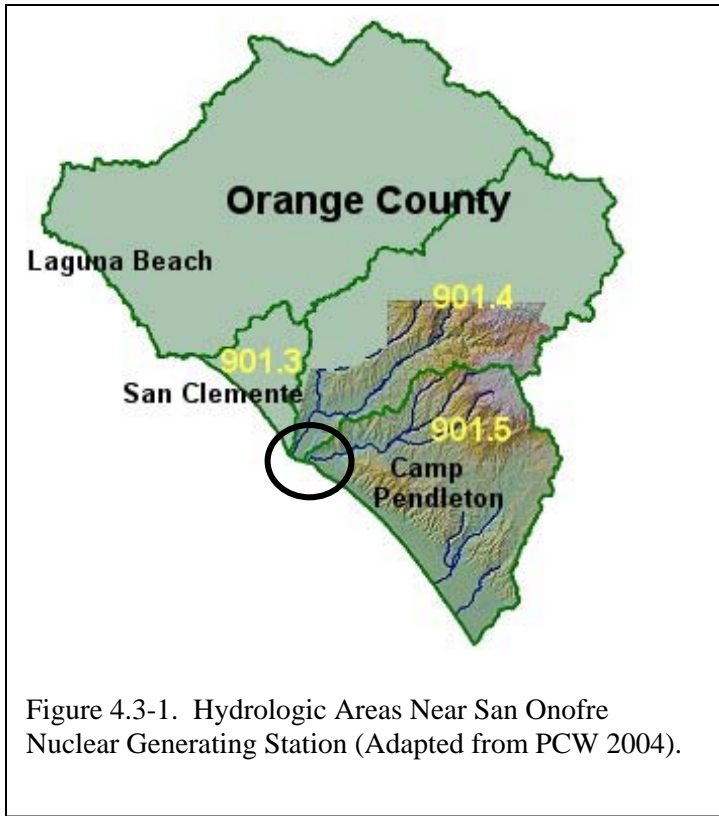 Orange County
Laguna Beach
901.4
901.3
San Clemente
901.5
Camp
Pendleton
Figure 4.3-1. Hydrologic Areas Near San Onofre
Nuclear Generating Station (Adapted from PCW 2004).